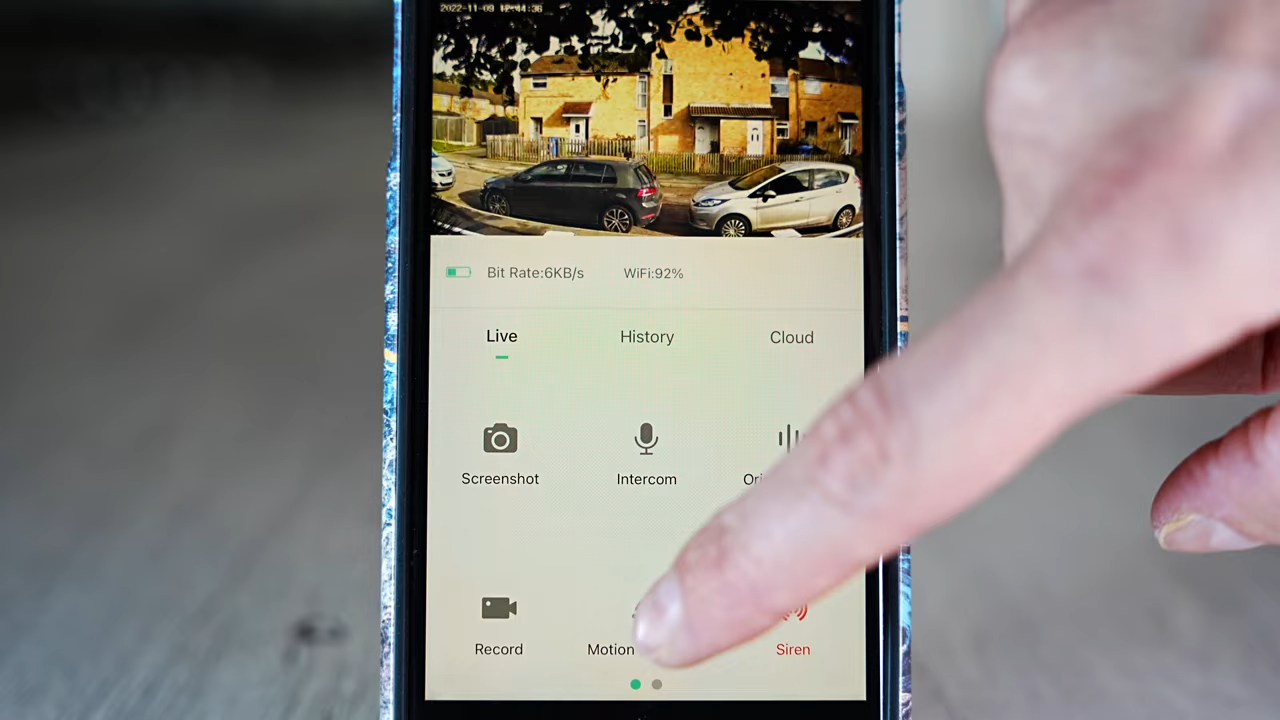 2022-11-09 12:44:36
Bit Rate:6KB/s WiFi:92%
Live History Cloud
Screenshot Intercom
Record Motion Siren